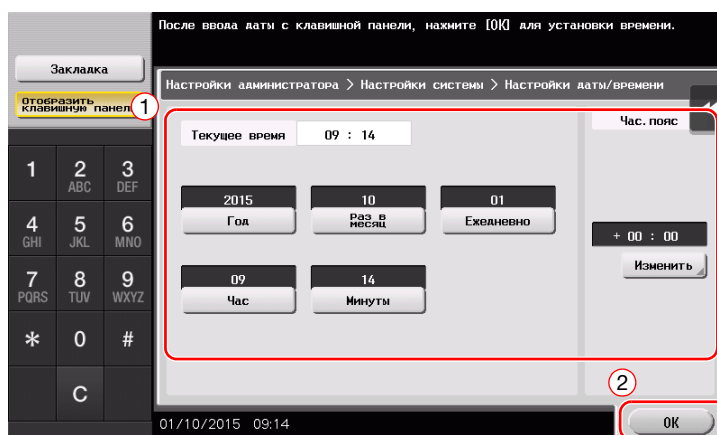 После ввода даты с клавишной панели, нажмите [OK] для установки времени.
Закладка
Отобразить
клавишную панель
1
Настройки администратора > Настройки системы > Настройки даты/времени
Текущее время 09 : 14
Час.пояс
2015 10 01
Год Раз в месяц Ежедневно
+ 00 : 00
Изменить
09 14
Час Минуты
1 2 ABC 3 DEF
4 GHI 5 JKL 6 MNO
7 PQRS 8 TUV 9 WXYZ
* 0 #
C
2
01/10/2015 09:14
OK